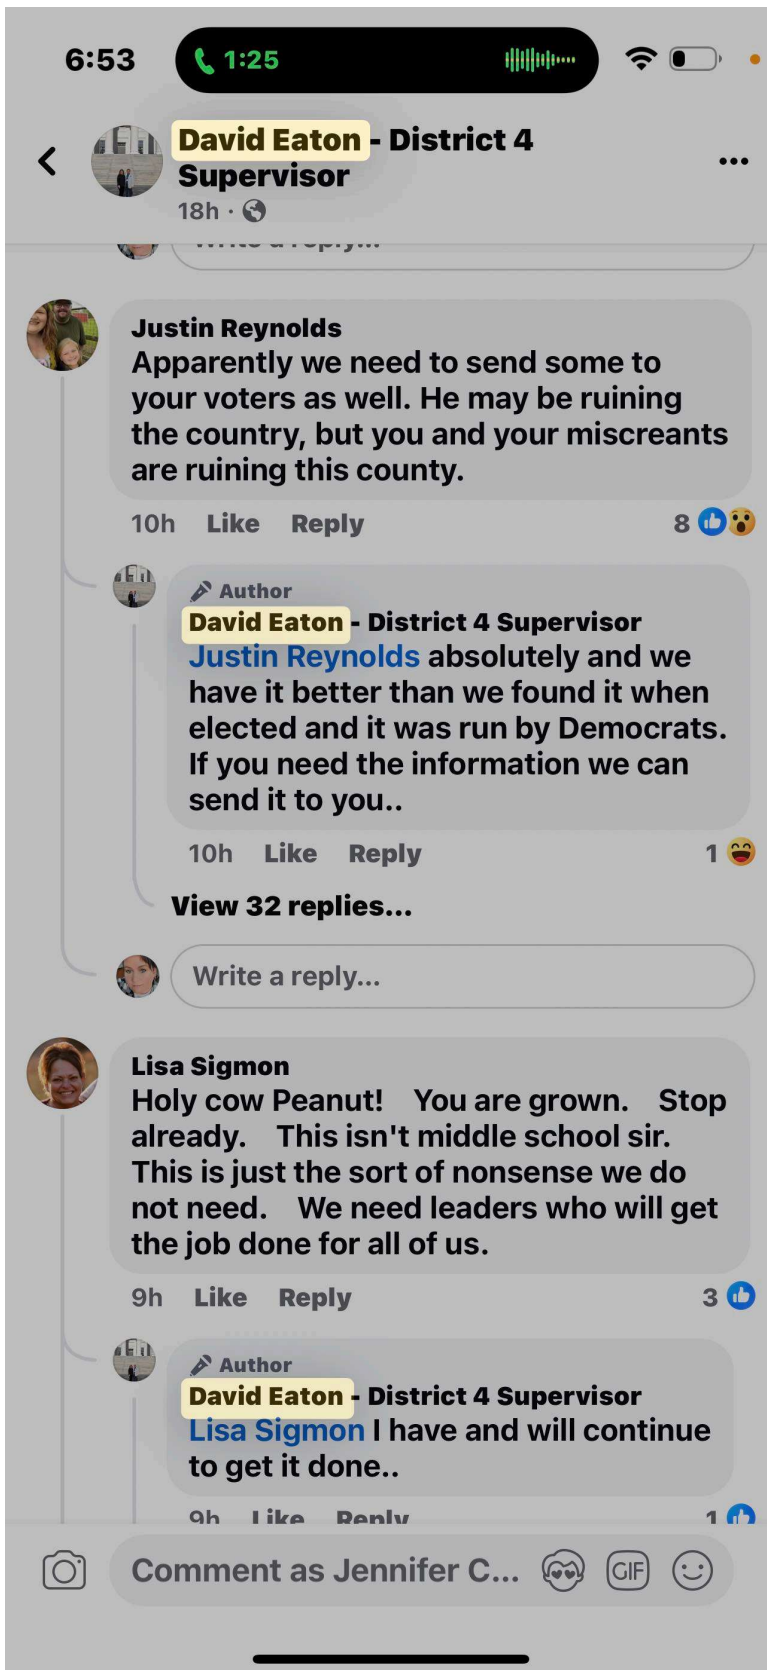 6:53
1:25
David Eaton - District 4
Supervisor
18h ·
Write a reply...
Justin Reynolds
Apparently we need to send some to
your voters as well. He may be ruining
the country, but you and your miscreants
are ruining this county.
10h Like Reply 8
Author
David Eaton - District 4 Supervisor
Justin Reynolds absolutely and we
have it better than we found it when
elected and it was run by Democrats.
If you need the information we can
send it to you..
10h Like Reply 1
View 32 replies...
Write a reply...
Lisa Sigmon
Holy cow Peanut! You are grown. Stop
already. This isn't middle school sir.
This is just the sort of nonsense we do
not need. We need leaders who will get
the job done for all of us.
9h Like Reply 3
Author
David Eaton - District 4 Supervisor
Lisa Sigmon I have and will continue
to get it done..
9h Like Reply 1
Comment as Jennifer C... GIF